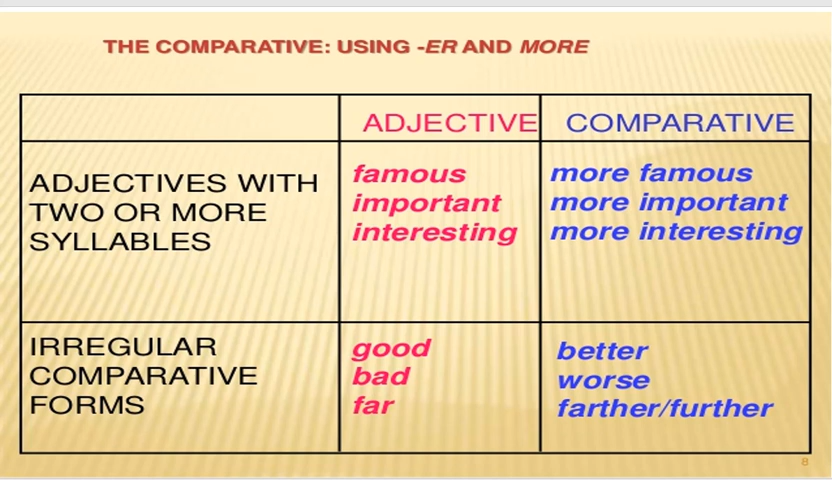 THE COMPARATIVE: USING -ER AND MORE
ADJECTIVE COMPARATIVE
ADJECTIVES WITH
TWO OR MORE
SYLLABLES
famous
important
interesting
more famous
more important
more interesting
IRREGULAR
COMPARATIVE
FORMS
good
bad
far
better
worse
farther/further
8